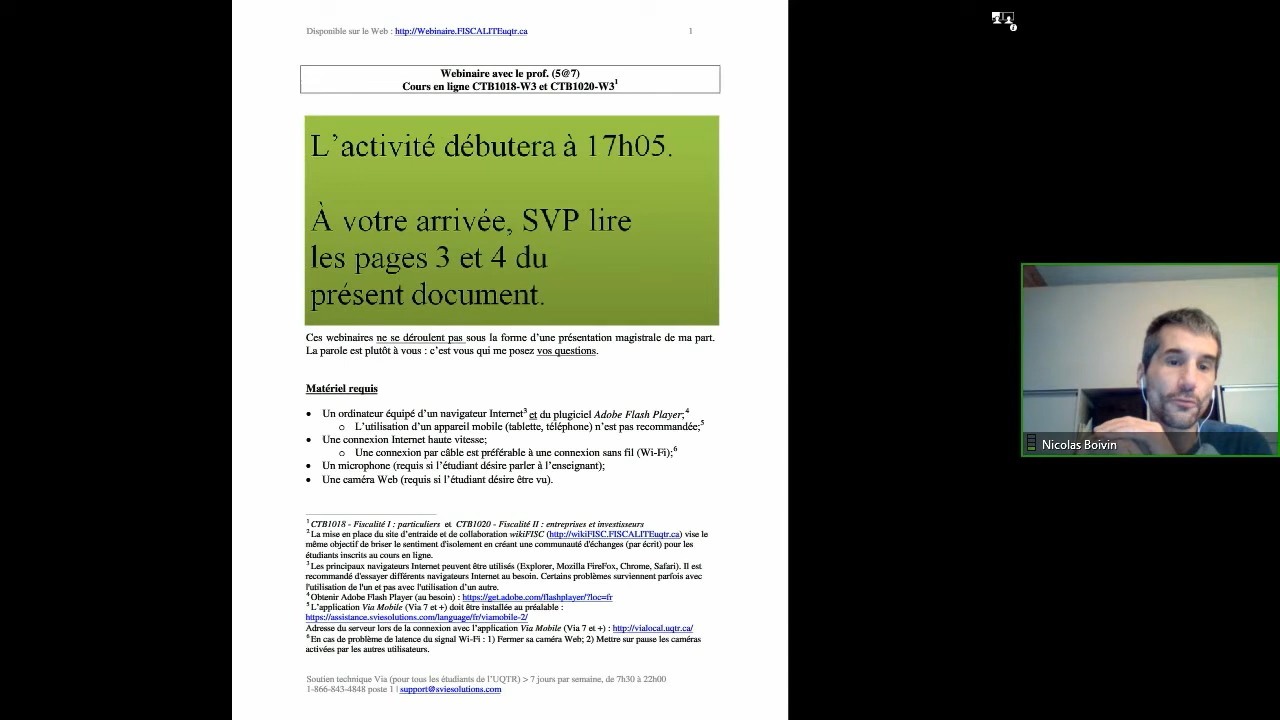 Disponible sur le Web : http://Webinaire.FISCALITEuqtr.ca 1
Webinaire avec le prof. (5@7)
Cours en ligne CTB1018-W3 et CTB1020-W3¹
L’activité débutera à 17h05.
À votre arrivée, SVP lire
les pages 3 et 4 du
présent document.
Ces webinaires ne se déroulent pas sous la forme d’une présentation magistrale de ma part.
La parole est plutôt à vous : c’est vous qui me posez vos questions.
Matériel requis
• Un ordinateur équipé d’un navigateur Internet³ et du plugiciel Adobe Flash Player;⁴
o L’utilisation d’un appareil mobile (tablette, téléphone) n’est pas recommandée;⁵
• Une connexion Internet haute vitesse;
o Une connexion par câble est préférable à une connexion sans fil (Wi-Fi);⁶
• Un microphone (requis si l’étudiant désire parler à l’enseignant);
• Une caméra Web (requis si l’étudiant désire être vu).
¹ CTB1018 - Fiscalité I : particuliers et CTB1020 - Fiscalité II : entreprises et investisseurs
² La mise en place du site d’entraide et de collaboration wikiFISC (http://wikiFISC.FISCALITEuqtr.ca) vise le
même objectif de briser le sentiment d'isolement en créant une communauté d'échanges (par écrit) pour les
étudiants inscrits au cours en ligne.
³ Les principaux navigateurs Internet peuvent être utilisés (Explorer, Mozilla FireFox, Chrome, Safari). Il est
recommandé d'essayer différents navigateurs Internet au besoin. Certains problèmes surviennent parfois avec
l'utilisation de l'un et pas avec l'utilisation d'un autre.
⁴ Obtenir Adobe Flash Player (au besoin) : https://get.adobe.com/flashplayer/?loc=fr
⁵ L’application Via Mobile (Via 7 et +) doit être installée au préalable :
https://assistance.sviesolutions.com/language/fr/viamobile-2/
Adresse du serveur lors de la connexion avec l’application Via Mobile (Via 7 et +) : http://vialocal.uqtr.ca/
⁶ En cas de problème de latence du signal Wi-Fi : 1) Fermer sa caméra Web; 2) Mettre sur pause les caméras
activées par les autres utilisateurs.
Soutien technique Via (pour tous les étudiants de l’UQTR) > 7 jours par semaine, de 7h30 à 22h00
1-866-843-4848 poste 1 | support@sviesolutions.com
Nicolas Boivin